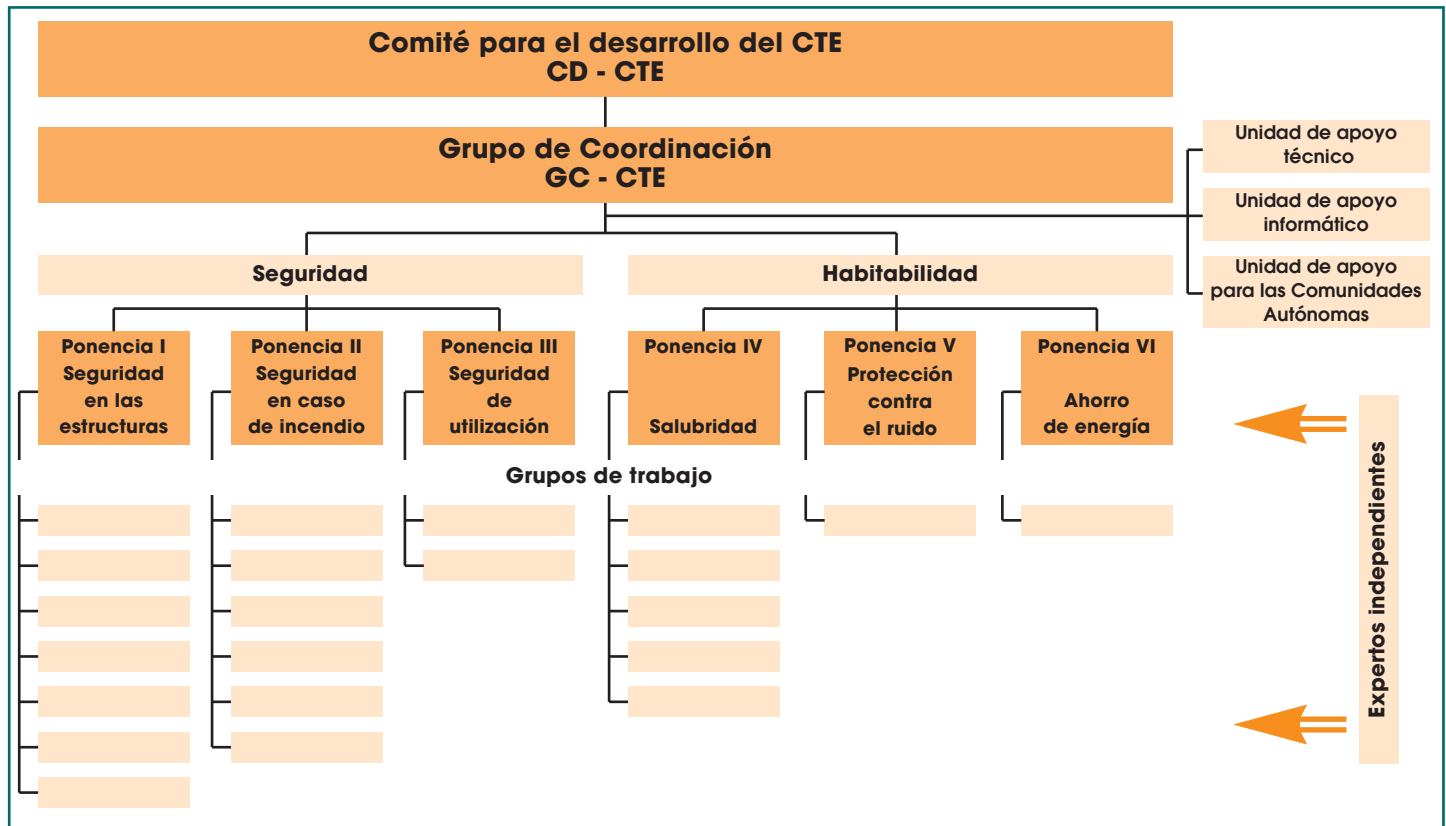 Comité para el desarrollo del CTE
CD - CTE
Grupo de Coordinación
GC - CTE
Unidad de apoyo
técnico
Unidad de apoyo
informático
Unidad de apoyo
para las Comunidades
Autónomas
Seguridad
Habitabilidad
Ponencia I
Seguridad
en las
estructuras
Ponencia II
Seguridad
en caso
de incendio
Ponencia III
Seguridad
de
utilización
Ponencia IV
Salubridad
Ponencia V
Protección
contra
el ruido
Ponencia VI
Ahorro
de energía
Grupos de trabajo
Expertos independientes